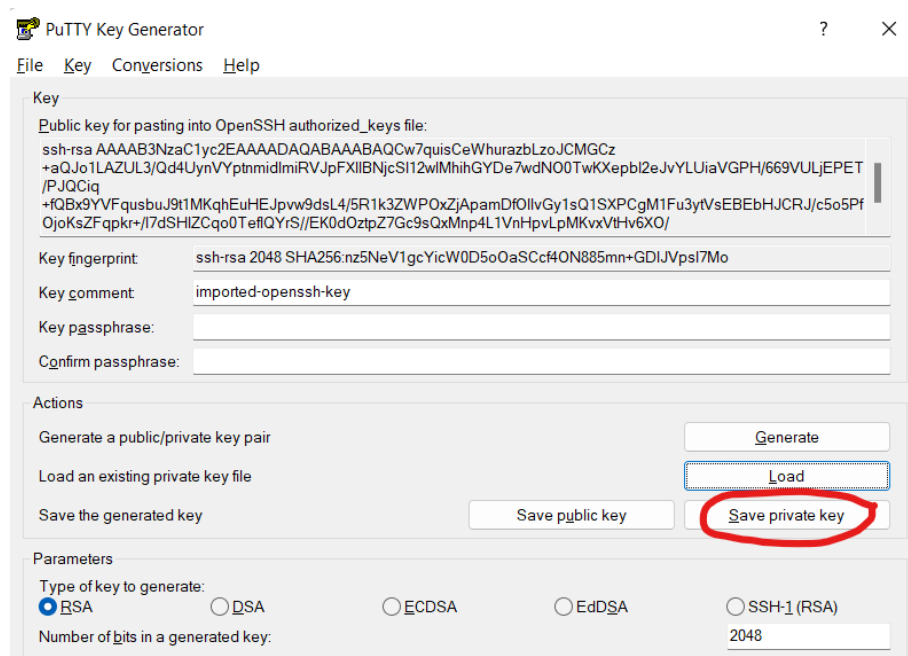 PuTTY Key Generator
?
File Key Conversions Help
Key
Public key for pasting into OpenSSH authorized_keys file:
ssh-rsa AAAAB3NzaC1yc2EAAAADAQABAAABAQCw7quisCeWhurazbLzoJCMGCz
+aQJo1LAZUL3/Qd4UynVYptnmidlmiRVJpFXllBNjcSI12wlMhihGYDe7wdNO0TwKXepbl2eJvYLUiaVGPH/669VULjEPET
/PJQCiq
+fQBx9YVFqusbuJ9t1MKqhEuHEJpvw9dsL4/5R1k3ZWPOxZjApamDfOllvGy1sQ1SXPCgM1Fu3ytVsEBEbHJCRJ/c5o5Pf
OjoKsZFqpkr+/l7dSHlZCqo0TeflQYrS//EK0dOztpZ7Gc9sQxMnp4L1VnHpvLpMKvxVtHv6XO/
Key fingerprint: ssh-rsa 2048 SHA256:nz5NeV1gcYicW0D5oOaSCcf4ON885mn+GDIJVpsI7Mo
Key comment: imported-openssh-key
Key passphrase:
Confirm passphrase:
Actions
Generate a public/private key pair Generate
Load an existing private key file Load
Save the generated key Save public key Save private key
Parameters
Type of key to generate:
RSA DSA ECDSA EdDSA SSH-1 (RSA)
Number of bits in a generated key: 2048